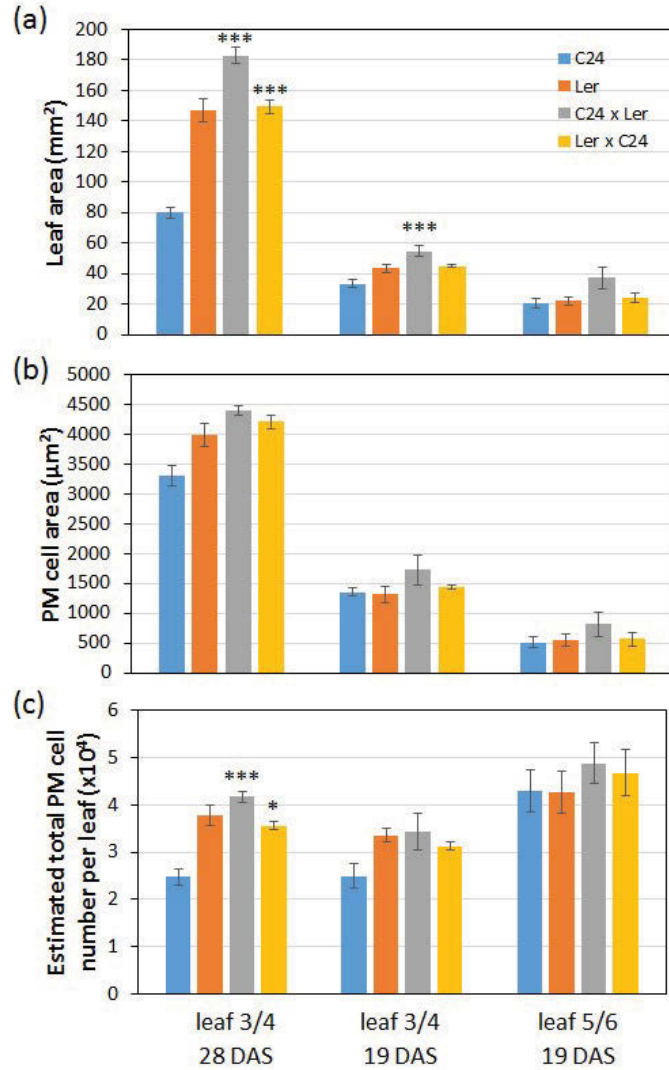 (a)
200
180
160
140
120
100
80
60
40
20
0
Leaf area (mm²)
***
***
***
C24
Ler
C24 x Ler
Ler x C24
(b)
5000
4500
4000
3500
3000
2500
2000
1500
1000
500
0
PM cell area (µm²)
(c)
6
5
4
3
2
1
0
Estimated total PM cell
number per leaf (x10⁴)
***
*
leaf 3/4 leaf 3/4 leaf 5/6
28 DAS 19 DAS 19 DAS